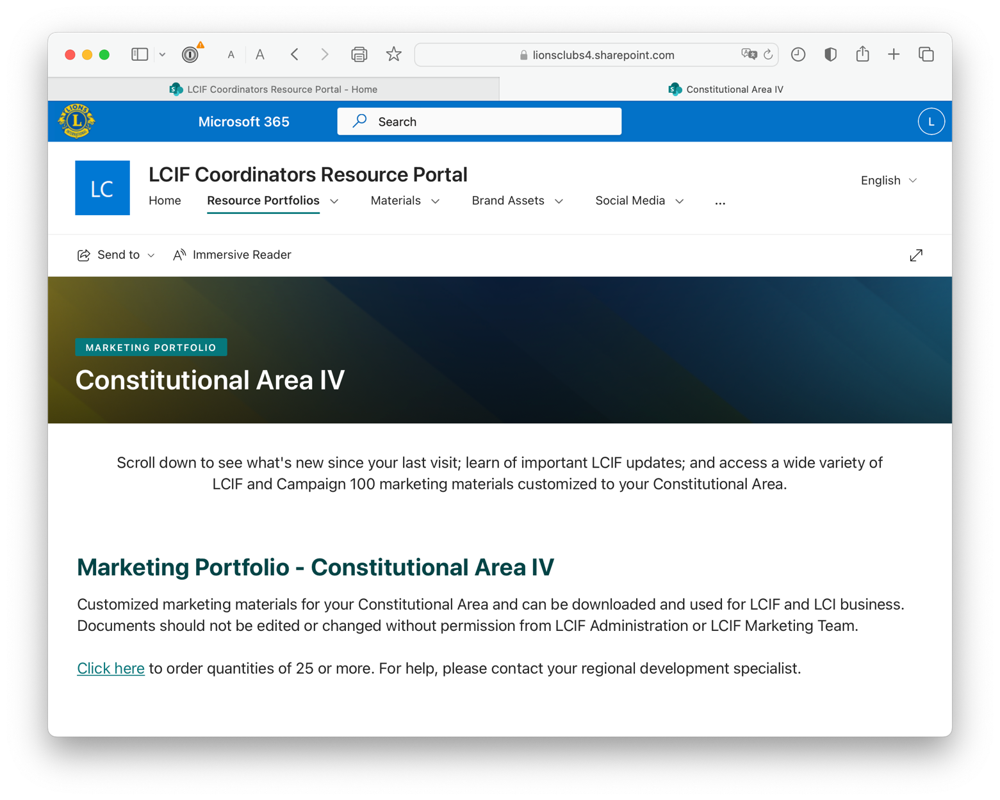 A A
lionsclubs4.sharepoint.com
LCIF Coordinators Resource Portal - Home
Constitutional Area IV
LIONS
L
INTERNATIONAL
Microsoft 365
Search
L
LC
LCIF Coordinators Resource Portal
English
Home Resource Portfolios Materials Brand Assets Social Media ...
Send to Immersive Reader
MARKETING PORTFOLIO
Constitutional Area IV
Scroll down to see what's new since your last visit; learn of important LCIF updates; and access a wide variety of
LCIF and Campaign 100 marketing materials customized to your Constitutional Area.
Marketing Portfolio - Constitutional Area IV
Customized marketing materials for your Constitutional Area and can be downloaded and used for LCIF and LCI business.
Documents should not be edited or changed without permission from LCIF Administration or LCIF Marketing Team.
Click here to order quantities of 25 or more. For help, please contact your regional development specialist.